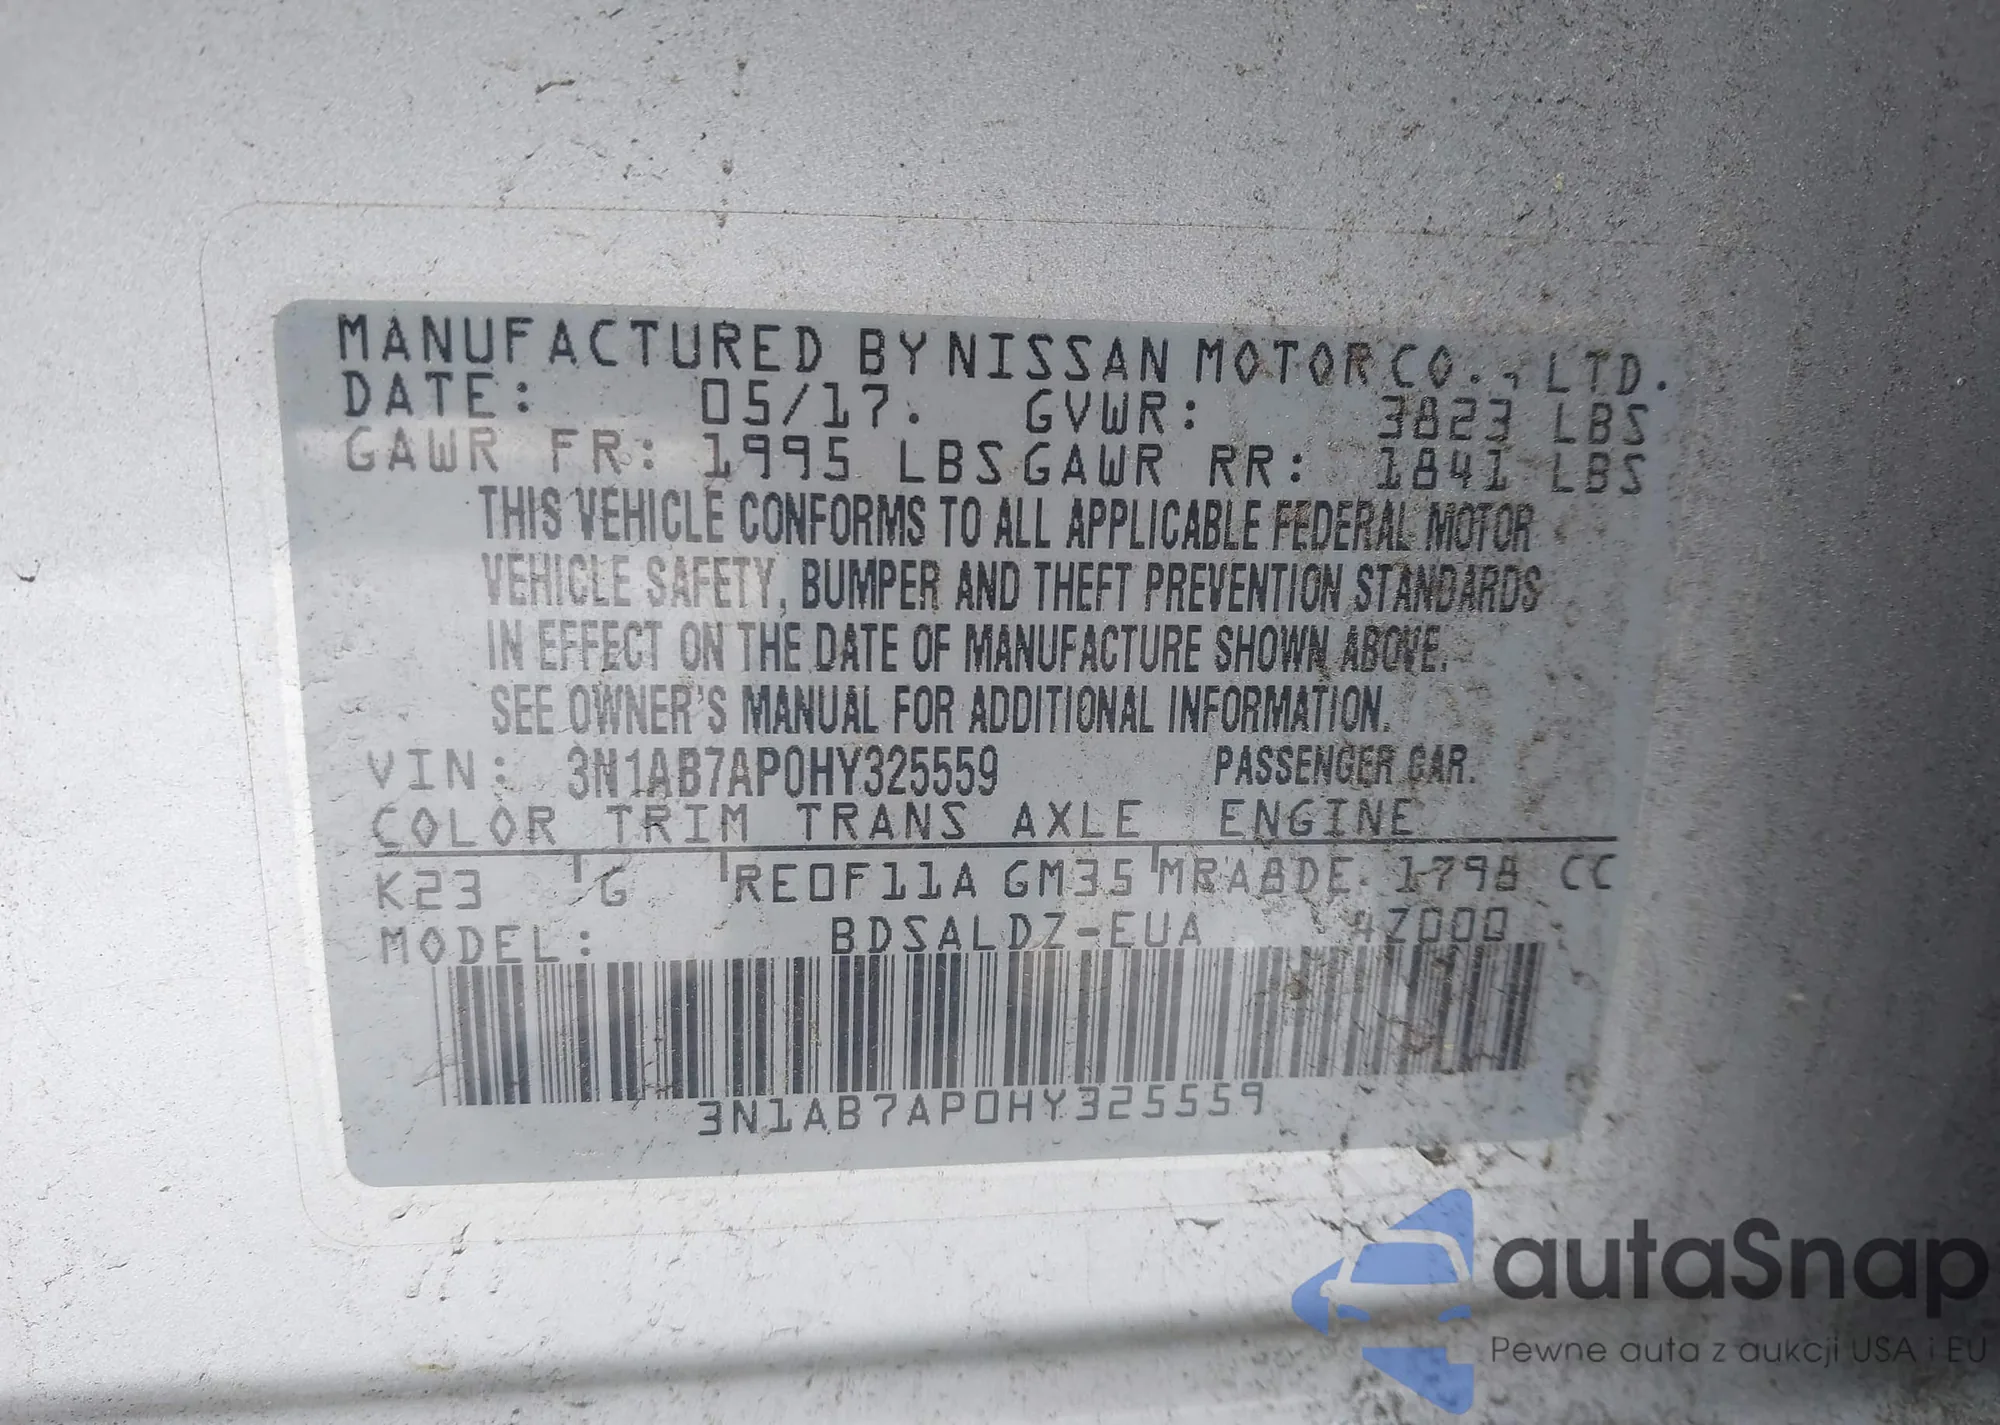 MANUFACTURED BY NISSAN MOTOR CO., LTD.
DATE: 05/17. GVWR: 3823 LBS
GAWR FR: 1995 LBS GAWR RR: 1841 LBS
THIS VEHICLE CONFORMS TO ALL APPLICABLE FEDERAL MOTOR
VEHICLE SAFETY, BUMPER AND THEFT PREVENTION STANDARDS
IN EFFECT ON THE DATE OF MANUFACTURE SHOWN ABOVE.
SEE OWNER'S MANUAL FOR ADDITIONAL INFORMATION.
VIN: 3N1AB7AP0HY325559 PASSENGER CAR.
COLOR TRIM TRANS AXLE ENGINE
K23 G RE0F11A GM35 MRA8DE 1798 CC
MODEL: BDSALDZ-EUA 4Z000
3N1AB7AP0HY325559
autaSnap
Pewne auta z aukcji USA i EU